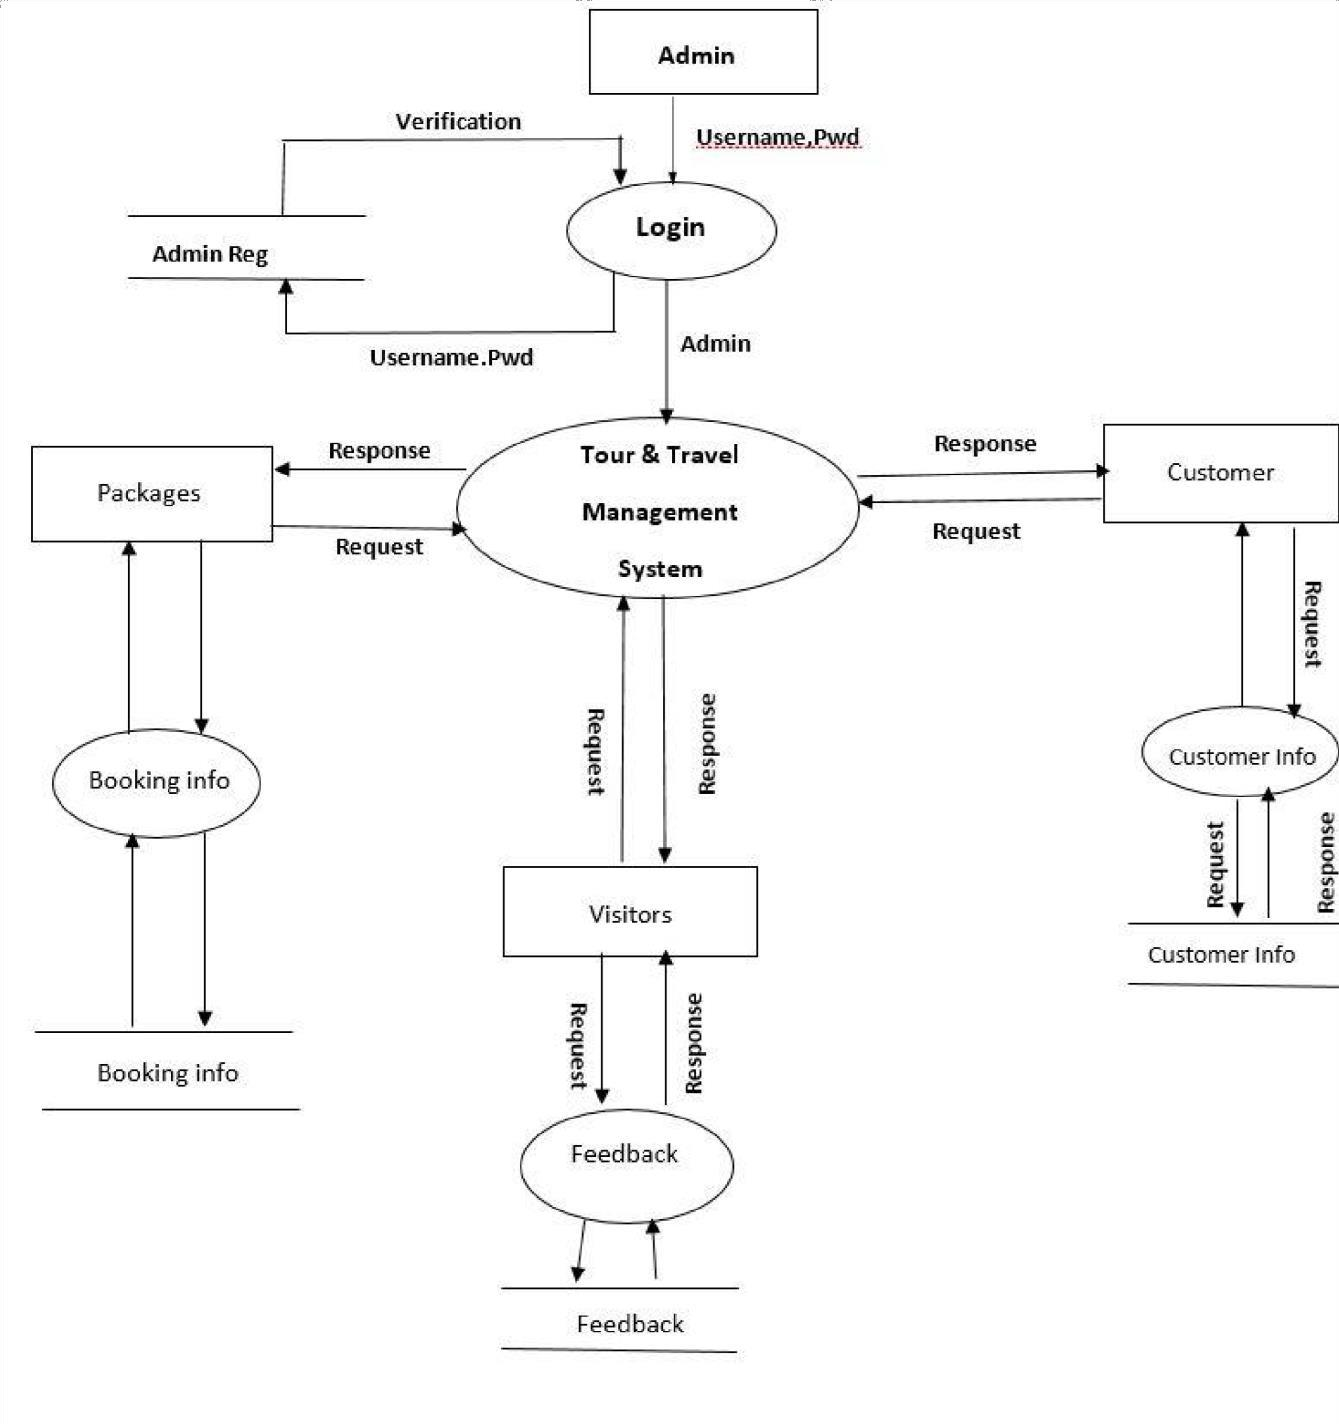 Admin
Verification
Username,Pwd
Login
Admin Reg
Admin
Username.Pwd
Response
Tour & Travel
Management
System
Response
Packages
Customer
Request
Request
Request
Request
Response
Booking info
Customer Info
Request
Response
Visitors
Customer Info
Request
Response
Booking info
Feedback
Feedback